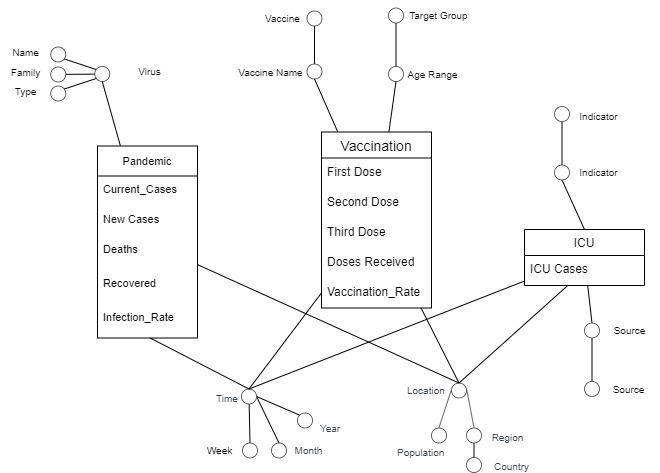 Vaccine
Target Group
Name
Family
Type
Virus
Vaccine Name
Age Range
Indicator
Indicator
Pandemic
Current_Cases
New Cases
Deaths
Recovered
Infection_Rate
Vaccination
First Dose
Second Dose
Third Dose
Doses Received
Vaccination_Rate
ICU
ICU Cases
Source
Source
Time
Week
Month
Year
Location
Population
Region
Country